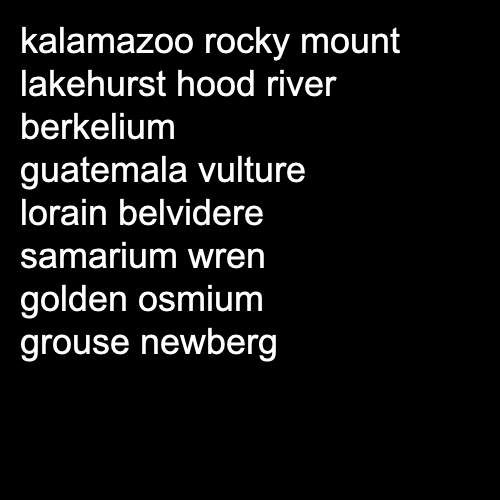 kalamazoo rocky mount
lakehurst hood river
berkelium
guatemala vulture
lorain belvidere
samarium wren
golden osmium
grouse newberg